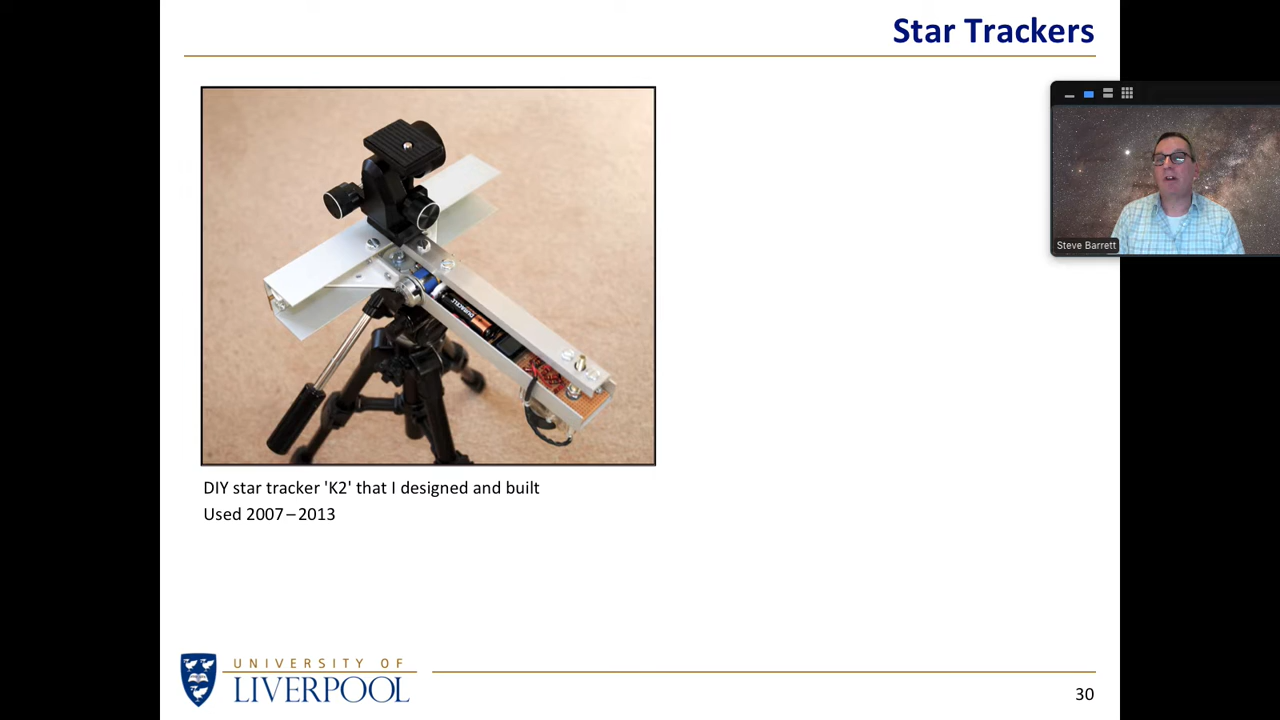 Star Trackers
Steve Barrett
DURACELL
DIY star tracker 'K2' that I designed and built
Used 2007–2013
UNIVERSITY OF
LIVERPOOL
30